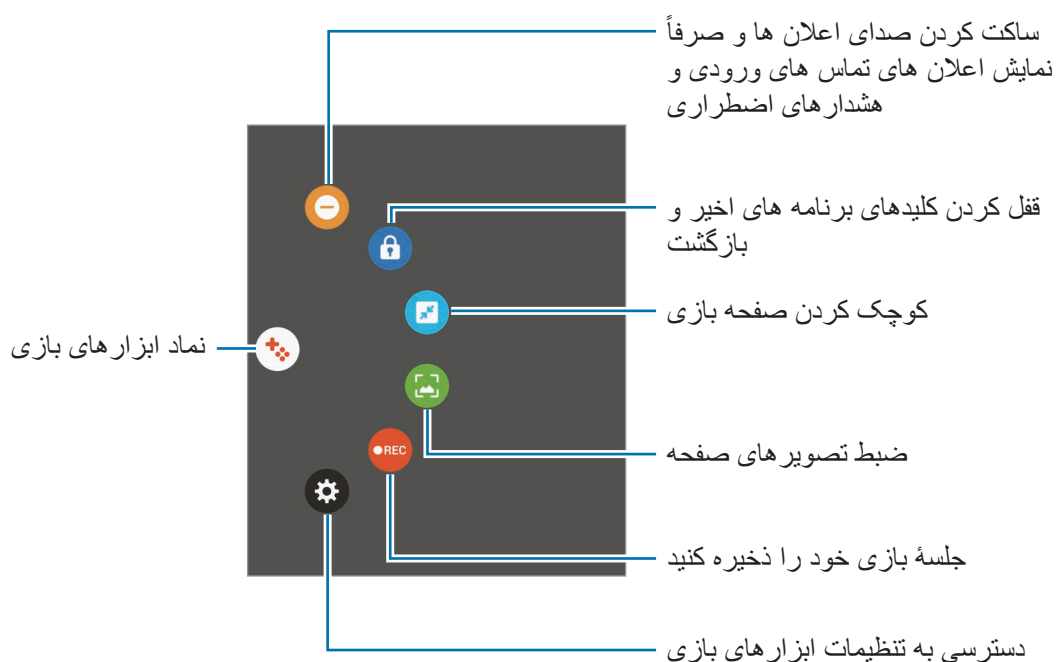 ساکت کردن صدای اعلان ها و صرفاً
نمایش اعلان های تماس های ورودی و
هشدارهای اضطراری
قفل کردن کلیدهای برنامه های اخیر و
بازگشت
کوچک کردن صفحه بازی
نماد ابزارهای بازی
ضبط تصویرهای صفحه
REC
جلسۀ بازی خود را ذخیره کنید
دسترسی به تنظیمات ابزارهای بازی